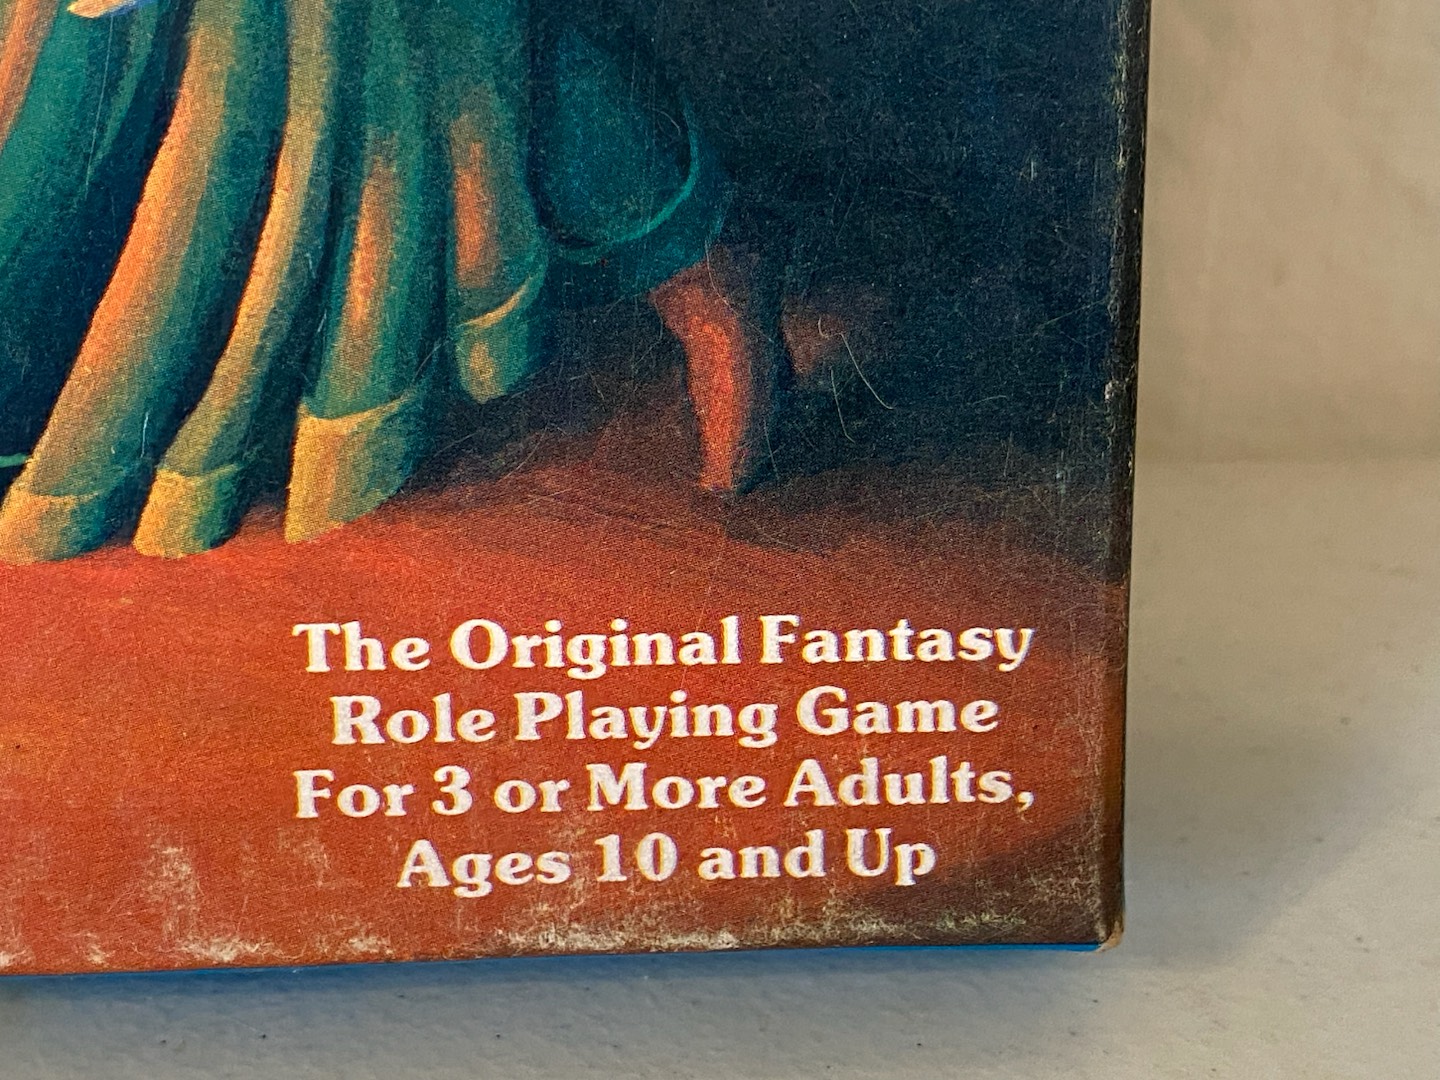 The Original Fantasy
Role Playing Game
For 3 or More Adults,
Ages 10 and Up